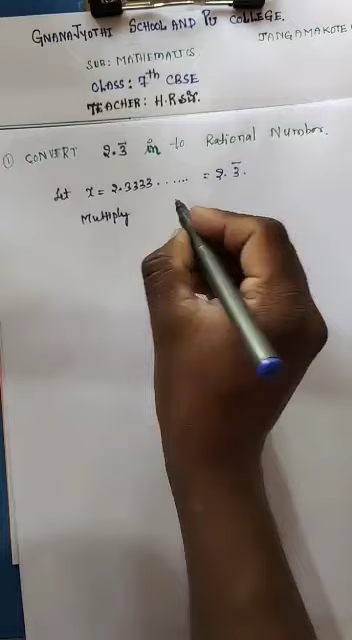 GNANAJYOTHI SCHOOL AND PU COLLEGE.
JANGAMAKOTE
SUB: MATHEMATICS
CLASS: 7th CBSE
TEACHER: H.R
① CONVERT 2.3̅ in to Rational Number.
Let x = 2.3333...... = 2.3̅.
Multiply